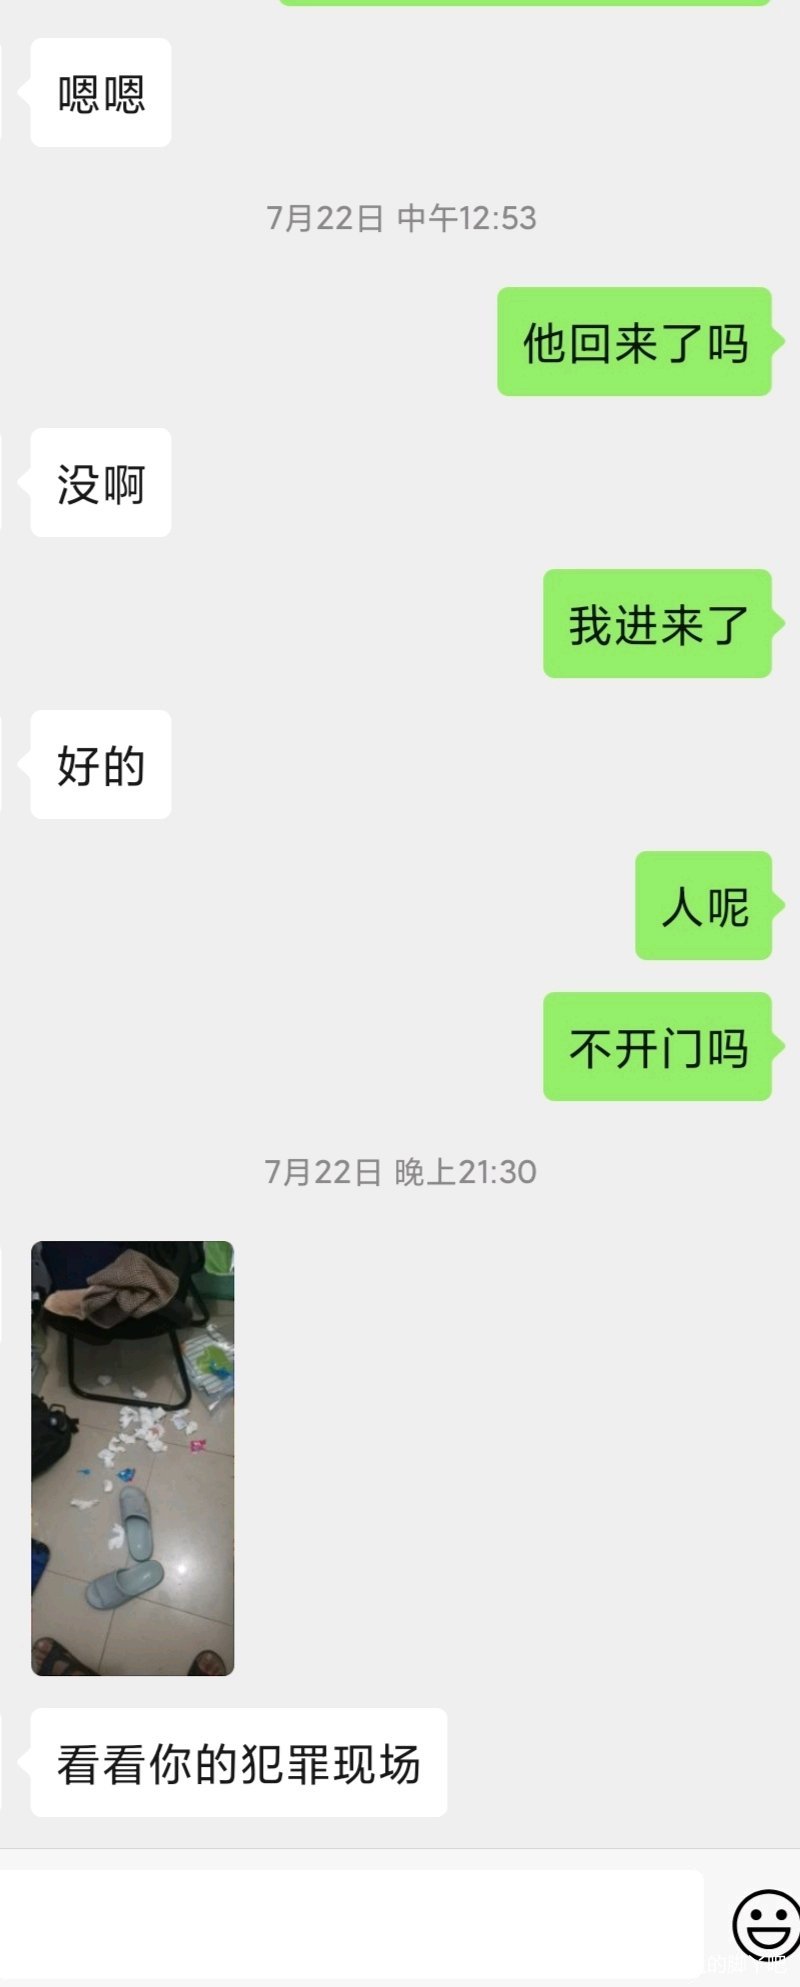 嗯嗯
7月22日 中午12:53
他回来了吗
没啊
我进来了
好的
人呢
不开门吗
7月22日 晚上21:30
看看你的犯罪现场